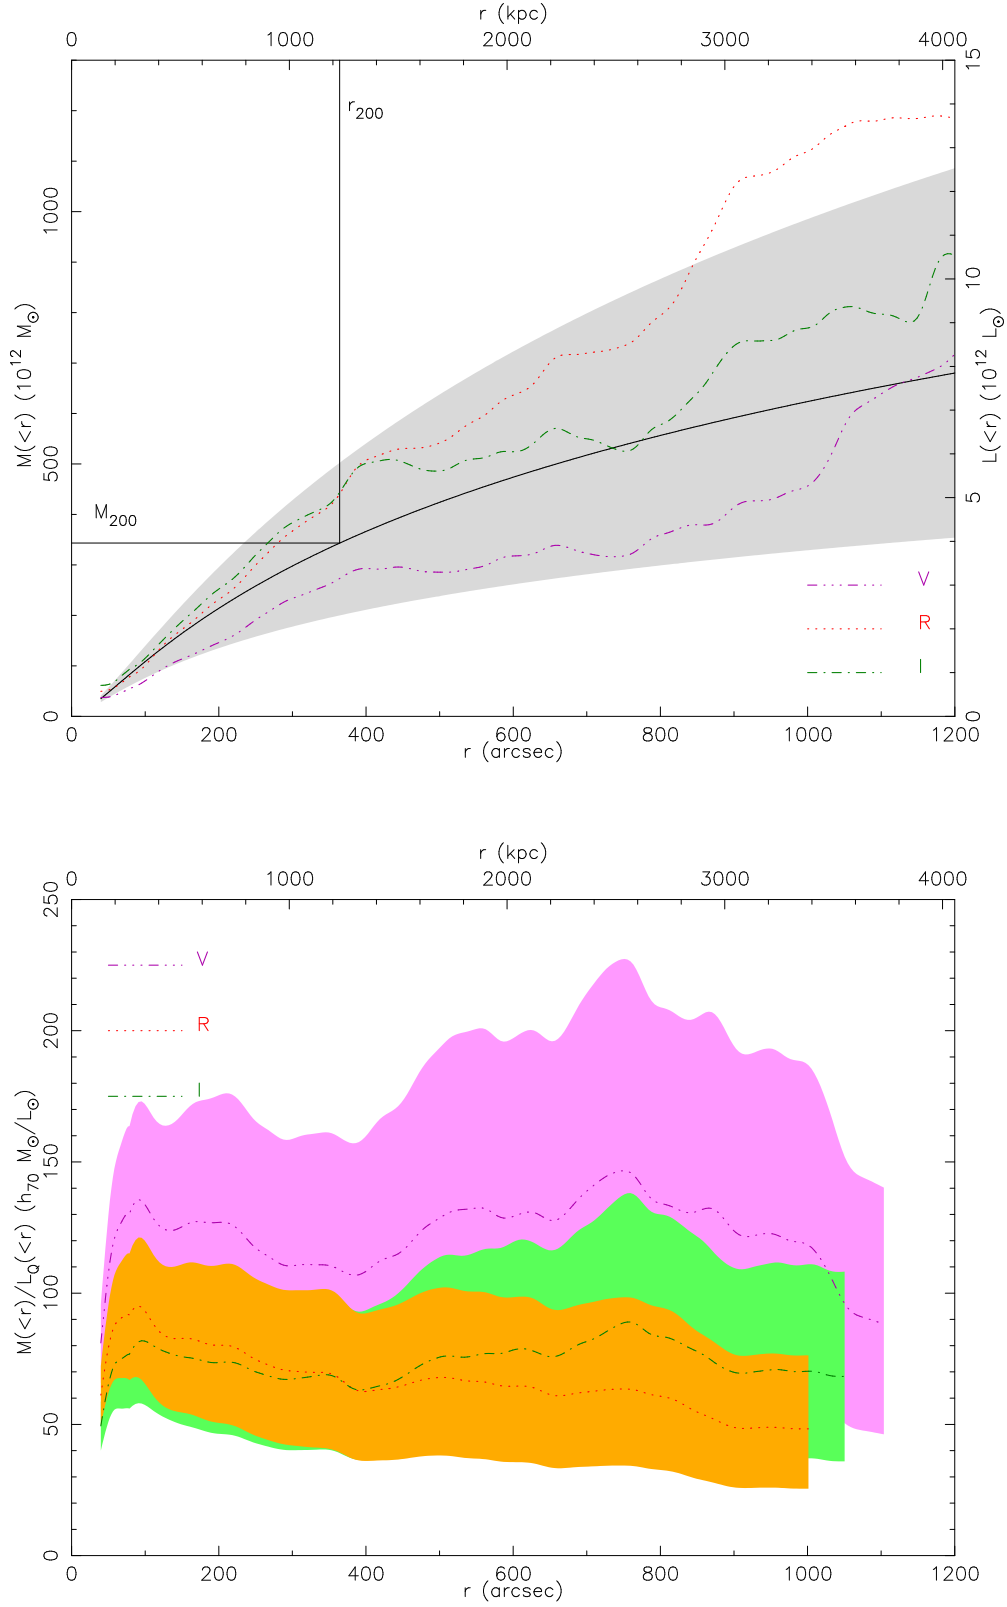 r (kpc)
0 1000 2000 3000 4000
r200
M200
M(<r) (10^12 M⊙)
0 500 1000
L(<r) (10^12 L⊙)
0 5 10 15
V
R
I
0 200 400 600 800 1000 1200
r (arcsec)
r (kpc)
0 1000 2000 3000 4000
V
R
I
M(<r)/L_Q(<r) (h70 M⊙/L⊙)
0 50 100 150 200 250
0 200 400 600 800 1000 1200
r (arcsec)